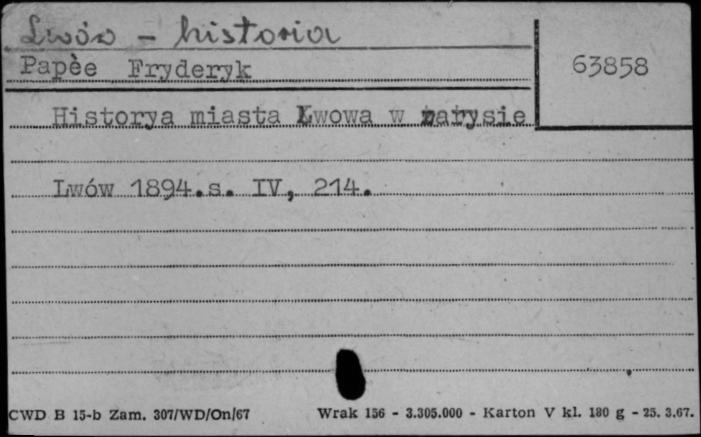 Lwów - historia
Papèe Fryderyk
63858
Historya miasta Lwowa w zarysie
Lwów 1894.s. IV, 214.
CWD B 15-b Zam. 307/WD/On/67 Wrak 156 - 3.305.000 - Karton V kl. 180 g - 25. 3.67.